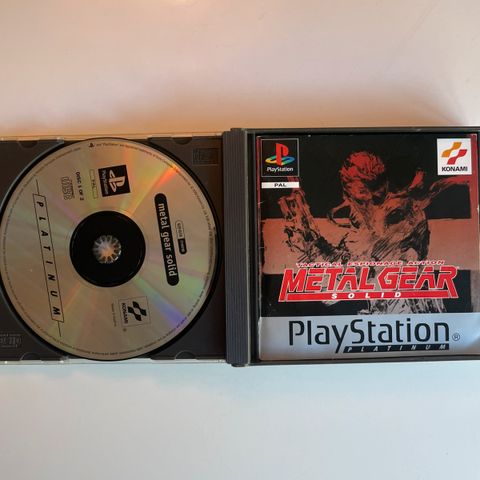 PLATINUM
DISC 1 OF 2
PAL
metal gear solid
KONAMI
PlayStation
PAL
KONAMI
TACTICAL ESPIONAGE ACTION
METAL GEAR
SOLID
PlayStation®
PLATINUM